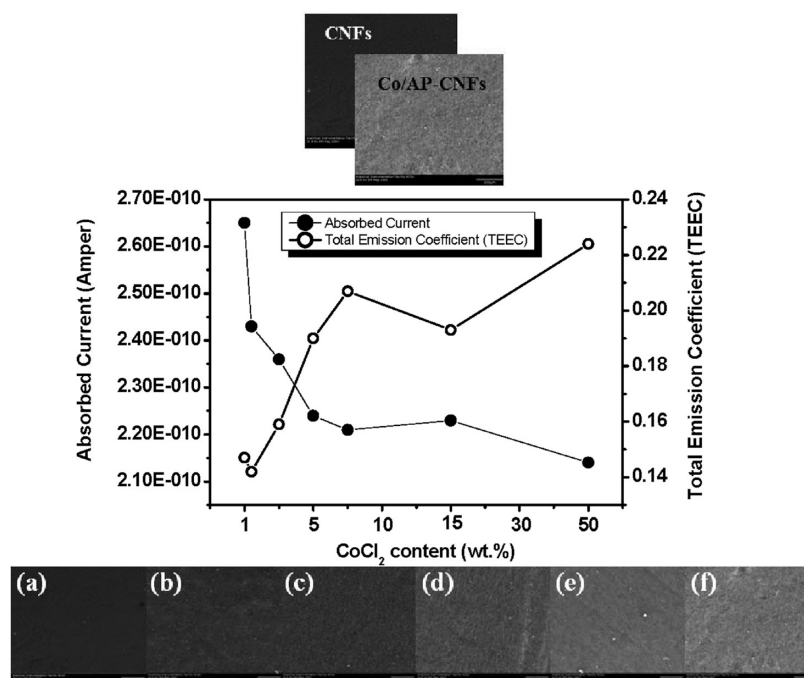 CNFs
Co/AP-CNFs
2.70E-010
2.60E-010
2.50E-010
2.40E-010
2.30E-010
2.20E-010
2.10E-010
Absorbed Current (Amper)
Absorbed Current
Total Emission Coefficient (TEEC)
0.24
0.22
0.20
0.18
0.16
0.14
Total Emission Coefficient (TEEC)
1 5 10 15 30 50
CoCl₂ content (wt.%)
(a) (b) (c) (d) (e) (f)